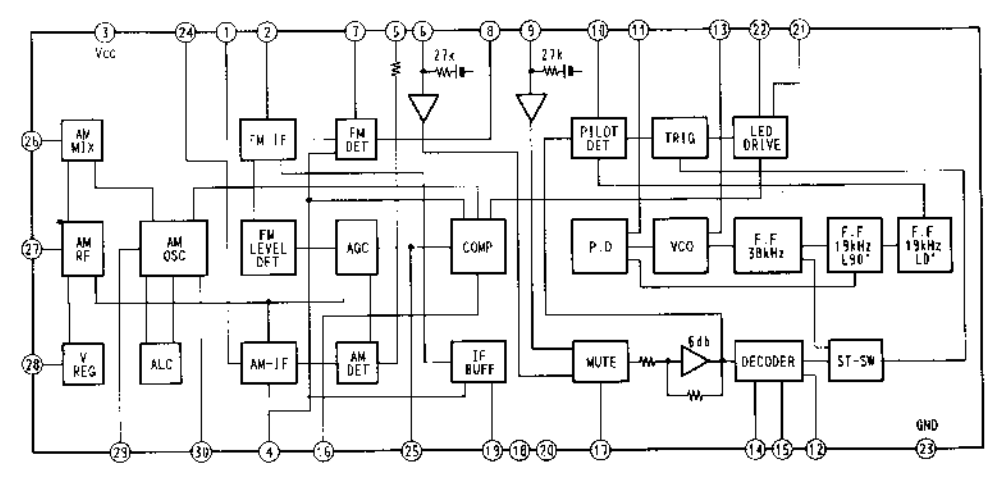 3 24 1 2 7 5 6 8 9 10 11 13 22 21
Vcc
27k 27k
26 AM MIX
FM IF
FM DET
PILOT DET
TRIG
LED DRIVE
27 AM RF
AM OSC
FM LEVEL DET
AGC
COMP
P.D
VCO
F.F 38kHz
F.F 19kHz ∠90°
F.F 19kHz ∠0°
28 V REG
ALC
AM-IF
AM DET
IF BUFF
MUTE
6db
DECODER
ST-SW
GND
29 30 4 16 25 19 18 20 17 14 15 12 23